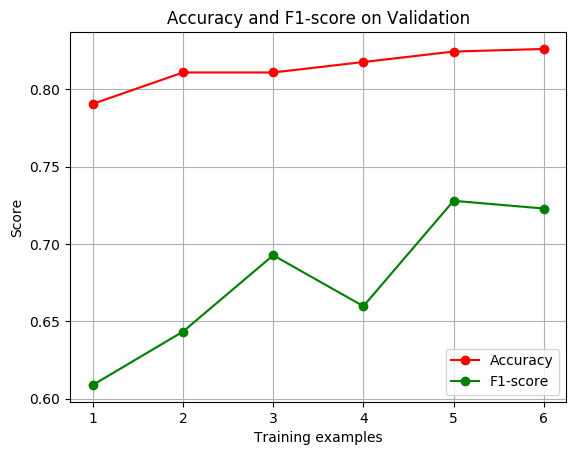 Accuracy and F1-score on Validation
Score
0.80
0.75
0.70
0.65
0.60
1 2 3 4 5 6
Training examples
Accuracy
F1-score